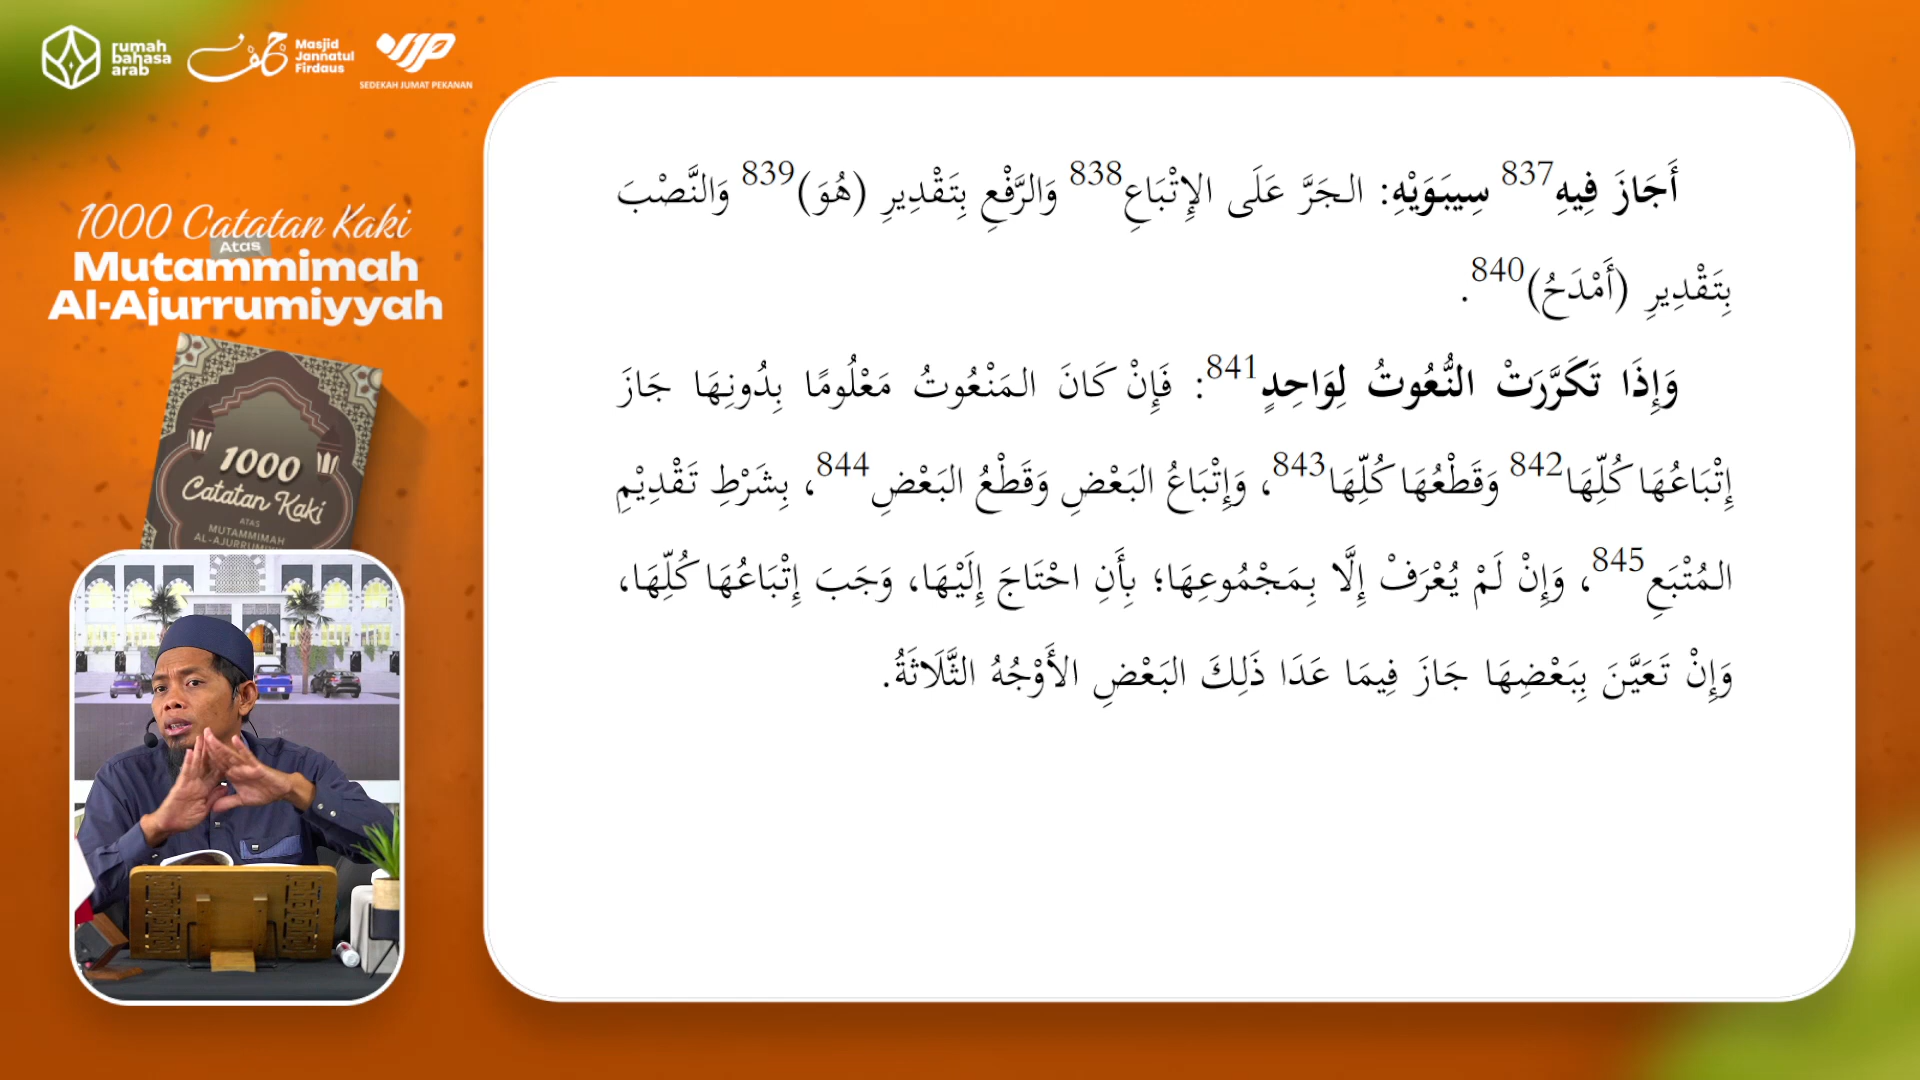 rumah
bahasa
arab
Masjid
Jannatul
Firdaus
VIP
SEDEKAH JUMAT PEKANAN
1000 Catatan Kaki
Atas
Mutammimah
Al-Ajurrumiyyah
1000
Catatan Kaki
ATAS
MUTAMMIMAH
أَجَازَ فِيهِ837 سِيبَوَيْهِ: الجَرَّ عَلَى الإِتْبَاعِ838 وَالرَّفْعِ بِتَقْدِيرِ (هُوَ)839 وَالنَّصْبَ
بِتَقْدِيرِ (أَمْدَحُ)840.
وَإِذَا تَكَرَّرَتْ النُّعُوتُ لِوَاحِدٍ841: فَإِنْ كَانَ المَنْعُوتُ مَعْلُومًا بِدُونِهَا جَازَ
إِتْبَاعُهَا كُلِّهَا842 وَقَطْعُهَا كُلِّهَا843، وَإِتْبَاعُ البَعْضِ وَقَطْعُ البَعْضِ844، بِشَرْطِ تَقْدِيْمِ
المُتْبَعِ845، وَإِنْ لَمْ يُعْرَفْ إِلَّا بِمَجْمُوعِهَا؛ بِأَنِ احْتَاجَ إِلَيْهَا، وَجَبَ إِتْبَاعُهَا كُلِّهَا،
وَإِنْ تَعَيَّنَ بِبَعْضِهَا جَازَ فِيمَا عَدَا ذَلِكَ البَعْضِ الأَوْجُهُ الثَّلَاثَةُ.